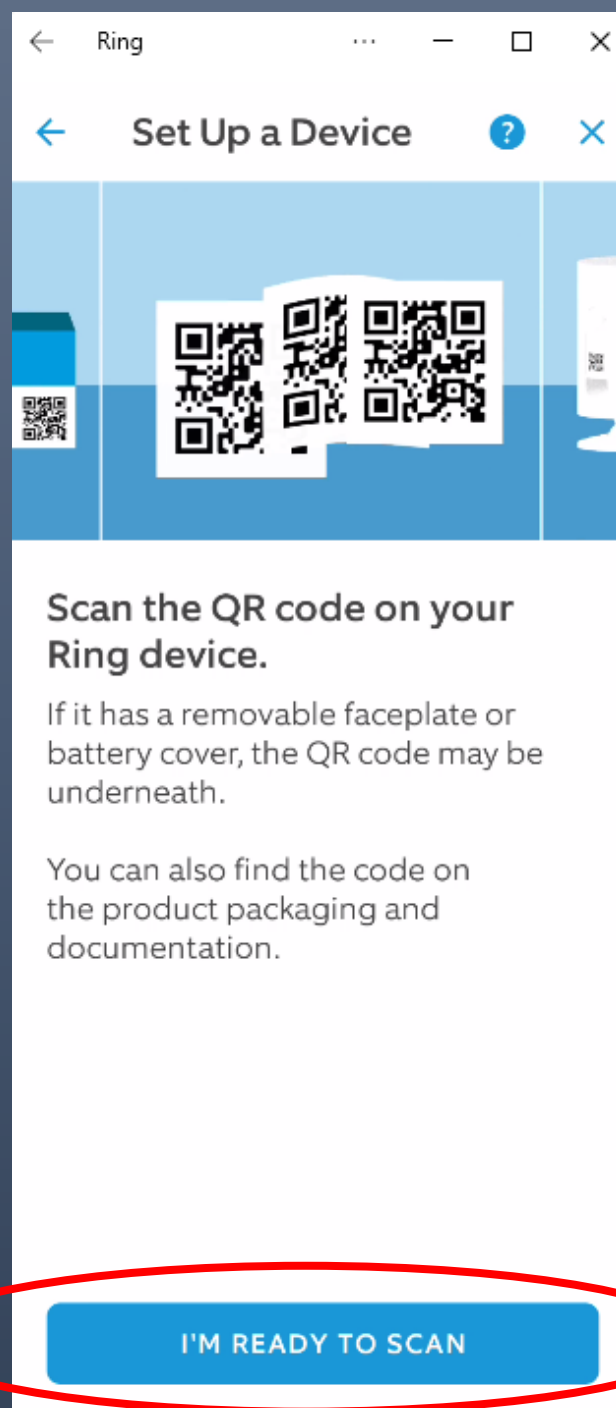 Ring
Set Up a Device
Scan the QR code on your
Ring device.
If it has a removable faceplate or
battery cover, the QR code may be
underneath.
You can also find the code on
the product packaging and
documentation.
I'M READY TO SCAN